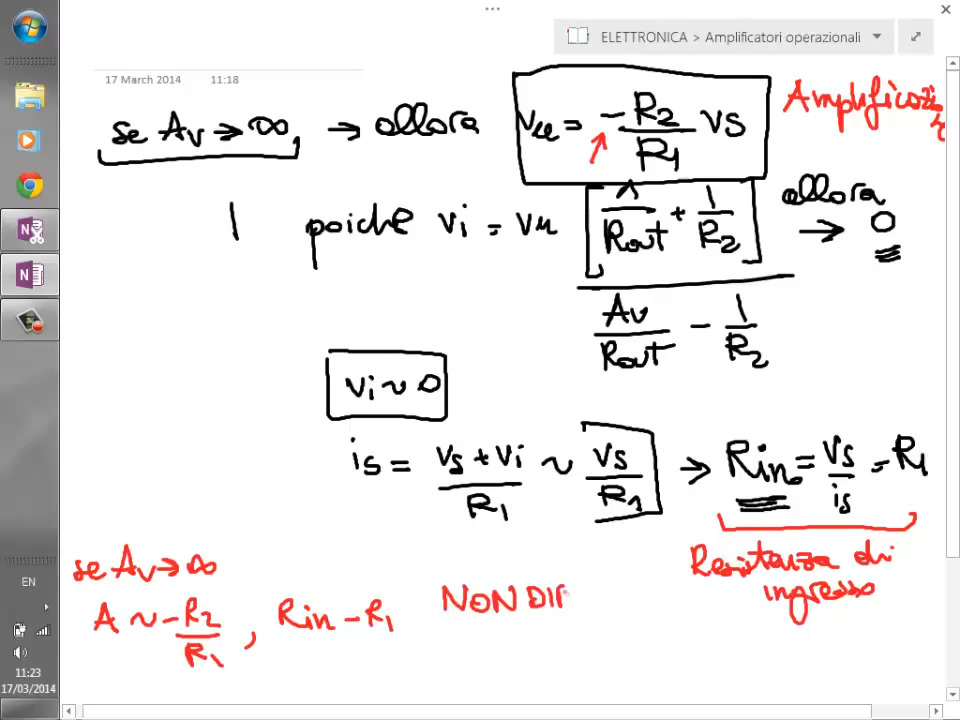 ELETTRONICA > Amplificatori operazionali
17 March 2014 11:18
se Av → ∞, → allora vu = -R2/R1 vs
poiché vi = vu [1/Rout + 1/R2] / (Av/Rout - 1/R2) allora → 0
vi ~ 0
is = vs + vi / R1 ~ vs/R1 → Rin = vs/is = R1
Resistenza di
ingresso
se Av → ∞
A ~ -R2/R1, Rin - R1
NON DIP
EN
11:23
17/03/2014